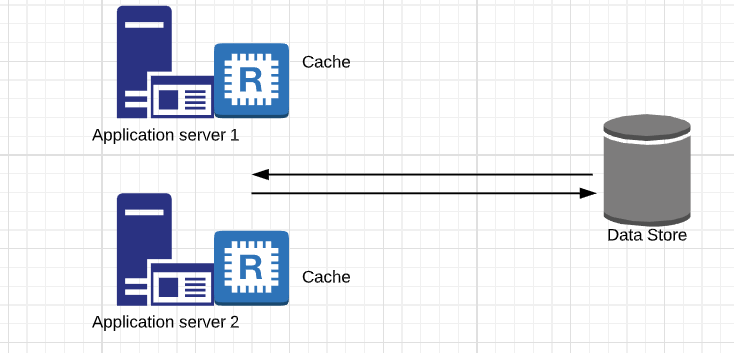 R
Cache
Application server 1
Data Store
R
Cache
Application server 2